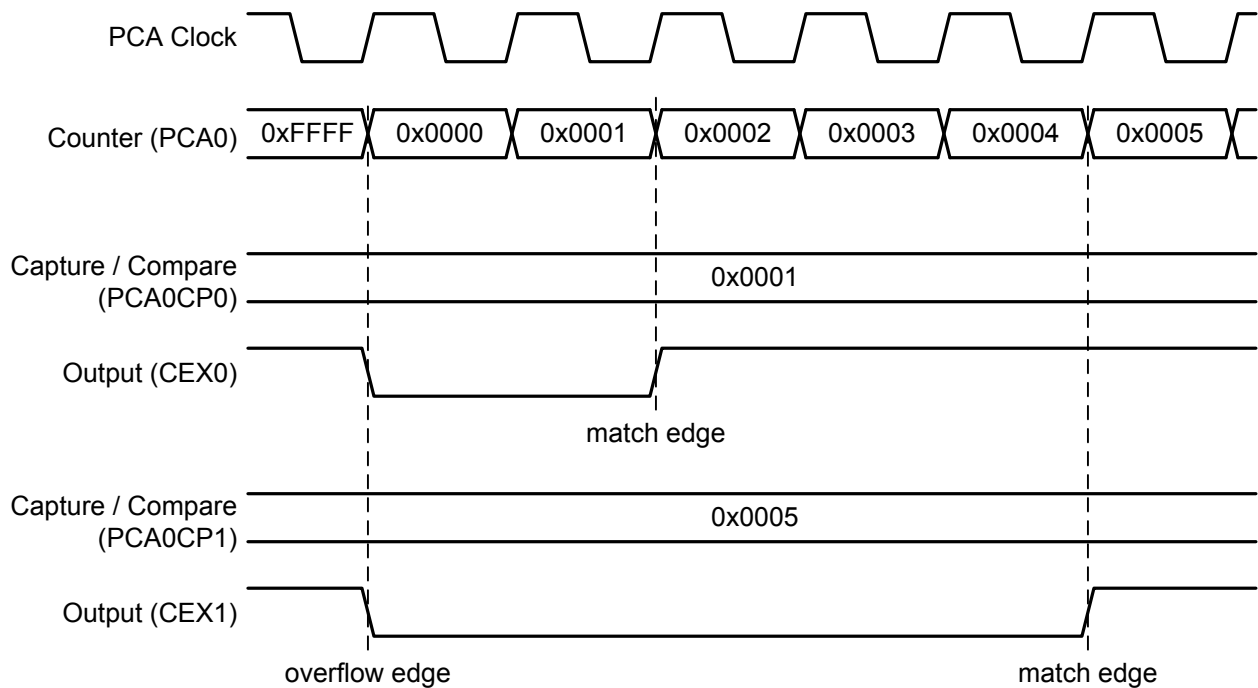 PCA Clock
Counter (PCA0) 0xFFFF 0x0000 0x0001 0x0002 0x0003 0x0004 0x0005
Capture / Compare
(PCA0CP0)
0x0001
Output (CEX0)
match edge
Capture / Compare
(PCA0CP1)
0x0005
Output (CEX1)
overflow edge match edge